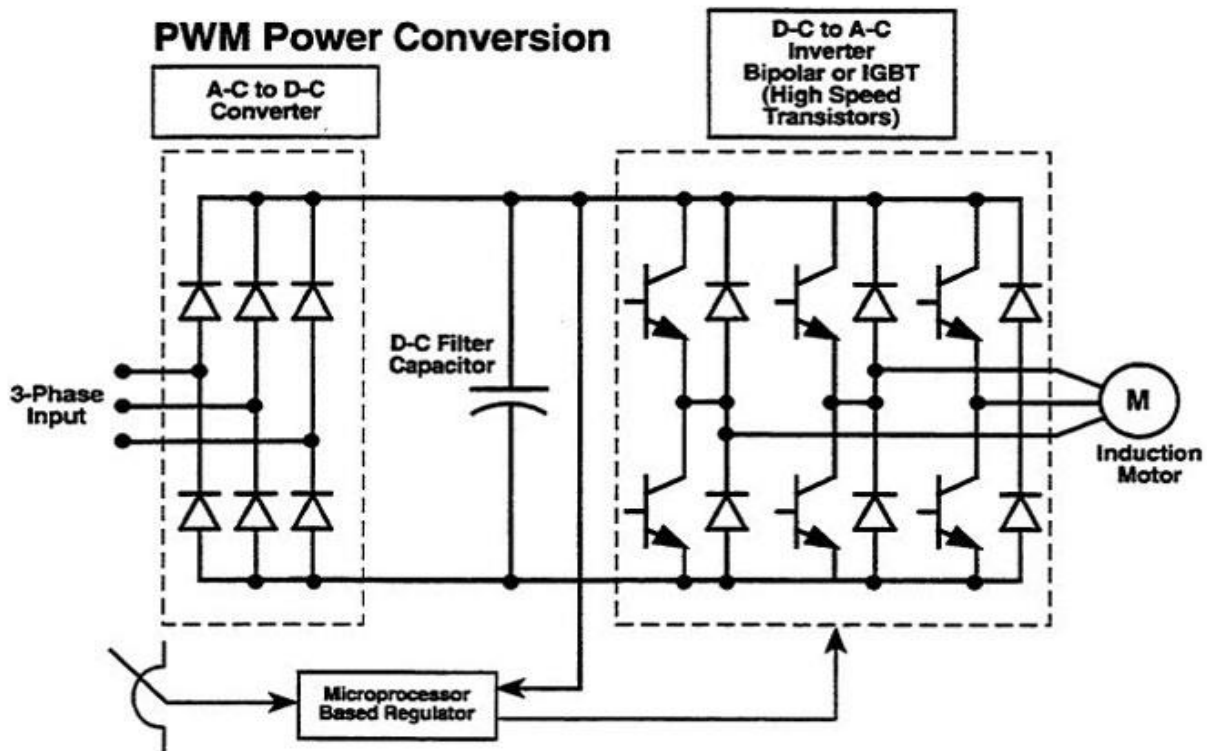 PWM Power Conversion
A-C to D-C
Converter
D-C to A-C
Inverter
Bipolar or IGBT
(High Speed
Transistors)
D-C Filter
Capacitor
3-Phase
Input
M
Induction
Motor
Microprocessor
Based Regulator